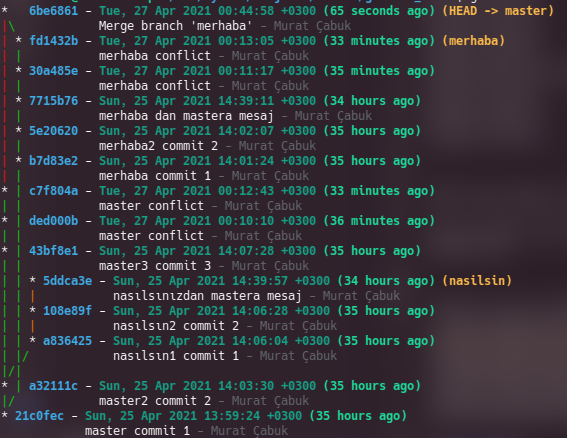 * 6be6861 - Tue, 27 Apr 2021 00:44:58 +0300 (65 seconds ago) (HEAD -> master)
|\ Merge branch 'merhaba' - Murat Çabuk
| * fd1432b - Tue, 27 Apr 2021 00:13:05 +0300 (33 minutes ago) (merhaba)
| | merhaba conflict - Murat Çabuk
| * 30a485e - Tue, 27 Apr 2021 00:11:17 +0300 (35 minutes ago)
| | merhaba conflict - Murat Çabuk
| * 7715b76 - Sun, 25 Apr 2021 14:39:11 +0300 (34 hours ago)
| | merhaba dan mastera mesaj - Murat Çabuk
| * 5e20620 - Sun, 25 Apr 2021 14:02:07 +0300 (35 hours ago)
| | merhaba2 commit 2 - Murat Çabuk
| * b7d83e2 - Sun, 25 Apr 2021 14:01:24 +0300 (35 hours ago)
| | merhaba commit 1 - Murat Çabuk
* | c7f804a - Tue, 27 Apr 2021 00:12:43 +0300 (33 minutes ago)
| | master conflict - Murat Çabuk
* | ded000b - Tue, 27 Apr 2021 00:10:10 +0300 (36 minutes ago)
| | master conflict - Murat Çabuk
* | 43bf8e1 - Sun, 25 Apr 2021 14:07:28 +0300 (35 hours ago)
| | master3 commit 3 - Murat Çabuk
| | * 5ddca3e - Sun, 25 Apr 2021 14:39:57 +0300 (34 hours ago) (nasilsin)
| | | nasılsınızdan mastera mesaj - Murat Çabuk
| | * 108e89f - Sun, 25 Apr 2021 14:06:28 +0300 (35 hours ago)
| | | nasılsın2 commit 2 - Murat Çabuk
| | * a836425 - Sun, 25 Apr 2021 14:06:04 +0300 (35 hours ago)
| |/ nasılsın1 commit 1 - Murat Çabuk
|/|
* | a32111c - Sun, 25 Apr 2021 14:03:30 +0300 (35 hours ago)
|/ master2 commit 2 - Murat Çabuk
* 21c0fec - Sun, 25 Apr 2021 13:59:24 +0300 (35 hours ago)
master commit 1 - Murat Çabuk